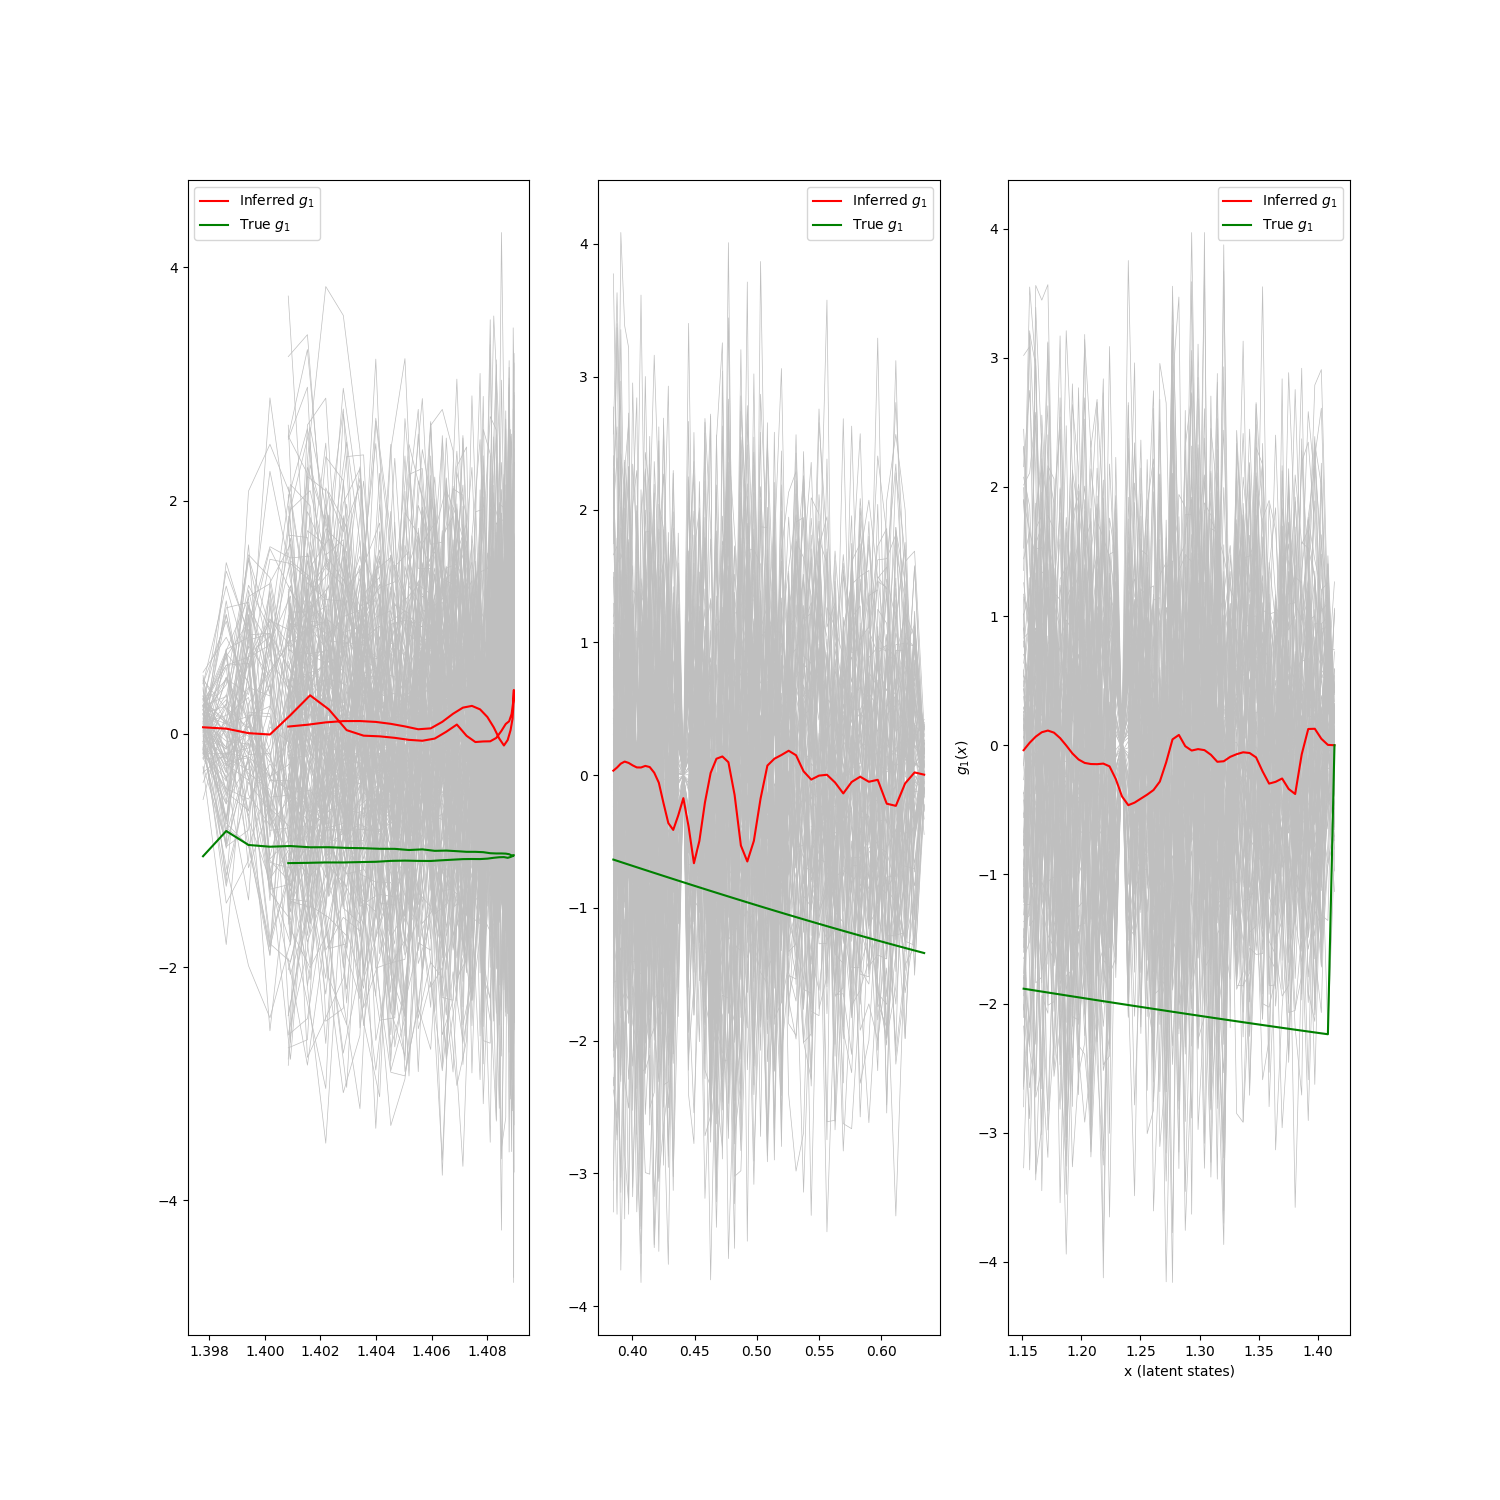 Inferred g₁
True g₁
4
2
0
−2
−4
1.398 1.400 1.402 1.404 1.406 1.408
Inferred g₁
True g₁
4
3
2
1
0
−1
−2
−3
−4
0.40 0.45 0.50 0.55 0.60
Inferred g₁
True g₁
g₁(x)
4
3
2
1
0
−1
−2
−3
−4
1.15 1.20 1.25 1.30 1.35 1.40
x (latent states)